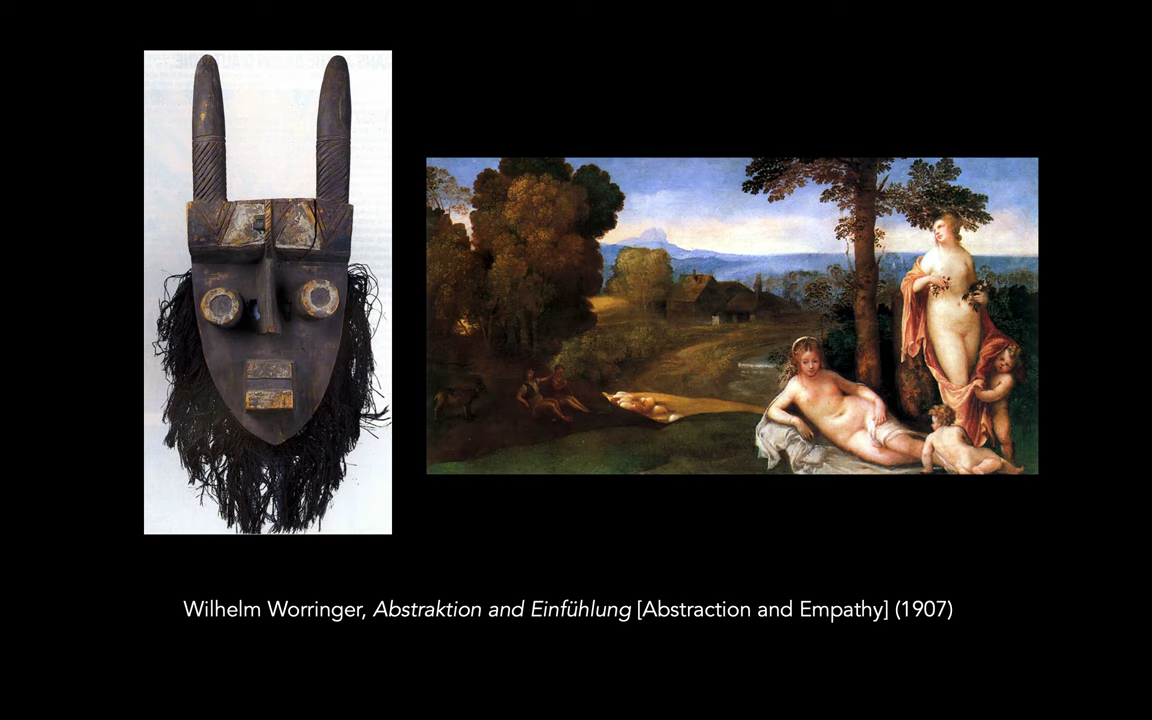 Wilhelm Worringer, Abstraktion and Einfühlung [Abstraction and Empathy] (1907)